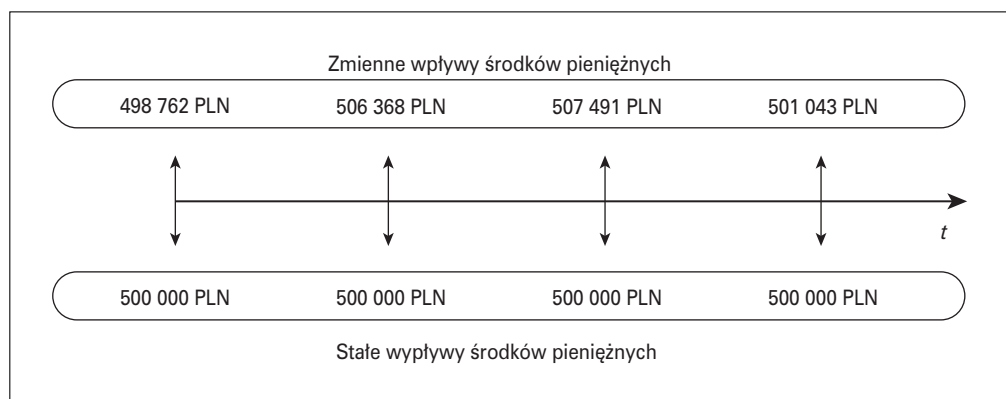 Zmienne wpływy środków pieniężnych
498 762 PLN 506 368 PLN 507 491 PLN 501 043 PLN
t
500 000 PLN 500 000 PLN 500 000 PLN 500 000 PLN
Stałe wypływy środków pieniężnych